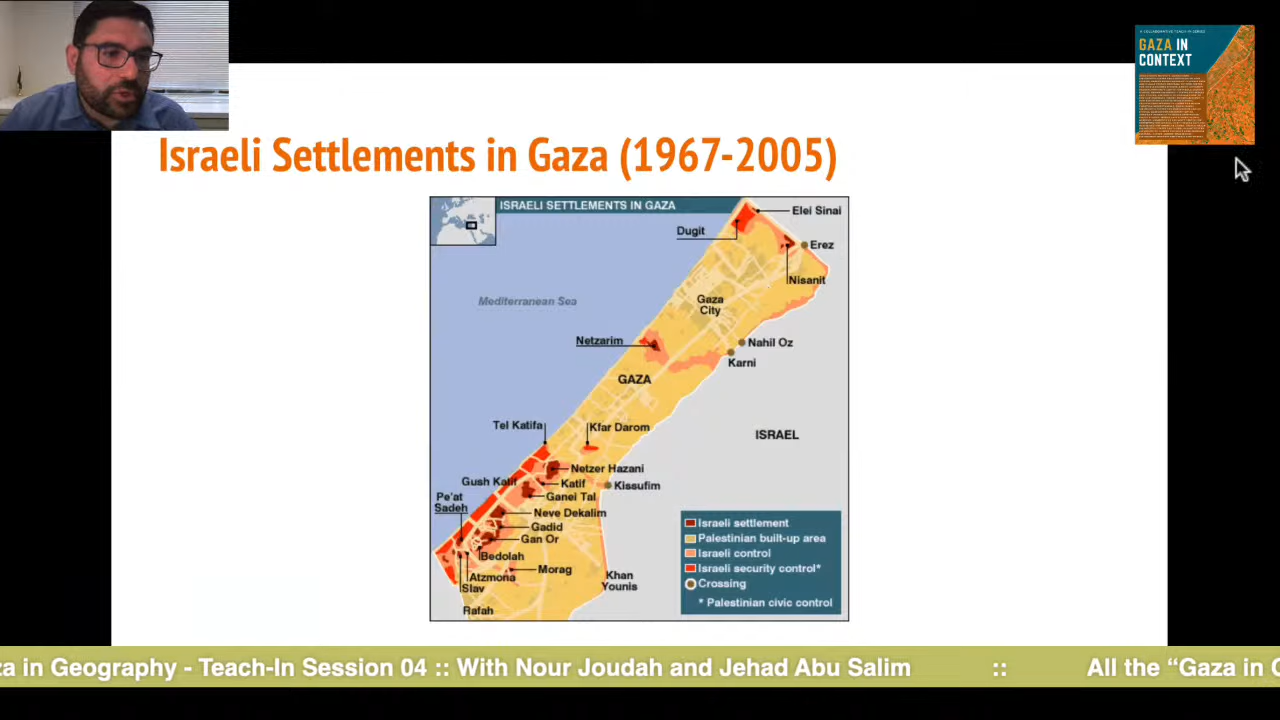 A COLLABORATIVE TEACH-IN SERIES
GAZA IN
CONTEXT
Israeli Settlements in Gaza (1967-2005)
ISRAELI SETTLEMENTS IN GAZA
Elei Sinai
Dugit
Erez
Nisanit
Mediterranean Sea
Gaza
City
Netzarim
Nahil Oz
Karni
GAZA
Tel Katifa
Kfar Darom
ISRAEL
Netzer Hazani
Gush Katif
Katif
Kissufim
Pe'at
Sadeh
Ganei Tal
Neve Dekalim
Gadid
Gan Or
Bedolah
Morag
Atzmona
Slav
Khan
Younis
Rafah
Israeli settlement
Palestinian built-up area
Israeli control
Israeli security control*
Crossing
* Palestinian civic control
za in Geography - Teach-In Session 04 :: With Nour Joudah and Jehad Abu Salim :: All the “Gaza in C